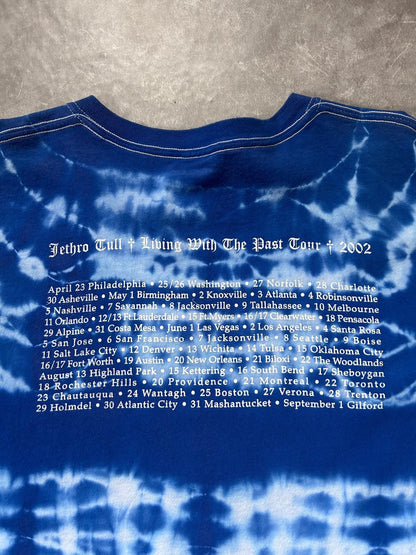 Jethro Tull † Living With The Past Tour † 2002
April 23 Philadelphia • 25/26 Washington • 27 Norfolk • 28 Charlotte
30 Asheville • May 1 Birmingham • 2 Knoxville • 3 Atlanta • 4 Robinsonville
5 Nashville • 7 Savannah • 8 Jacksonville • 9 Tallahassee • 10 Melbourne
11 Orlando • 12/13 Ft.Lauderdale • 15 Ft.Myers • 16/17 Clearwater • 18 Pensacola
29 Alpine • 31 Costa Mesa • June 1 Las Vegas • 2 Los Angeles • 4 Santa Rosa
5 San Jose • 6 San Francisco • 7 Jacksonville • 8 Seattle • 9 Boise
11 Salt Lake City • 12 Denver • 13 Wichita • 14 Tulsa • 15 Oklahoma City
16/17 Fort Worth • 19 Austin • 20 New Orleans • 21 Biloxi • 22 The Woodlands
August 13 Highland Park • 15 Kettering • 16 South Bend • 17 Sheboygan
18 Rochester Hills • 20 Providence • 21 Montreal • 22 Toronto
23 Chautauqua • 24 Wantagh • 25 Boston • 27 Verona • 28 Trenton
29 Holmdel • 30 Atlantic City • 31 Mashantucket • September 1 Gilford